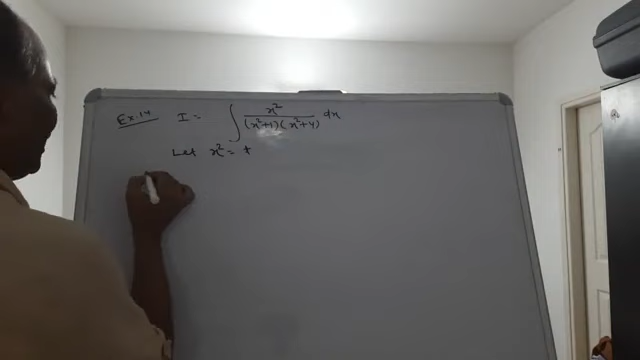 Ex.14 I = ∫ x²/((x²+1)(x²+4)) dx
Let x² = t